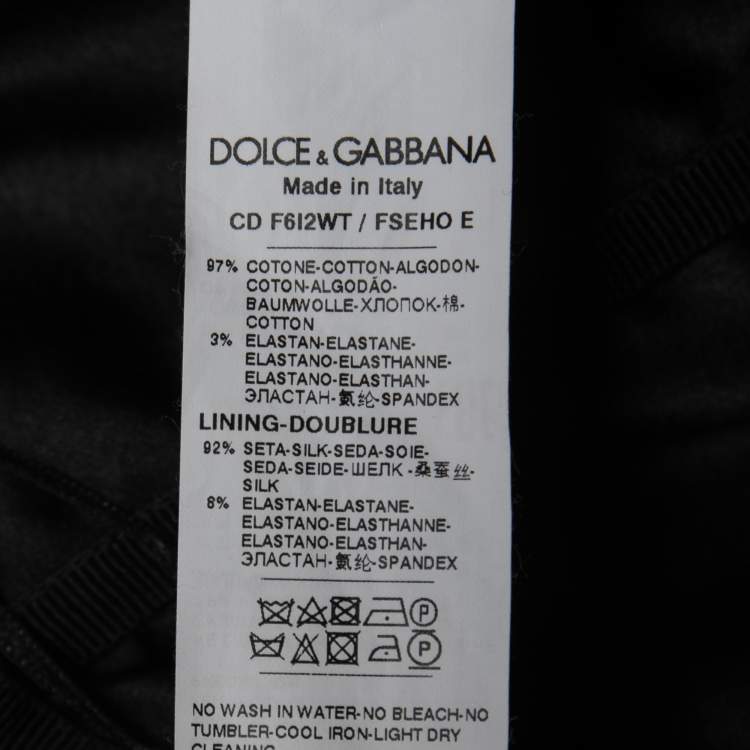 DOLCE & GABBANA
Made in Italy
CD F6I2WT / FSEHO E
97% COTONE-COTTON-ALGODON-
COTON-ALGODÃO-
BAUMWOLLE-ХЛОПОК-棉-
COTTON
3% ELASTAN-ELASTANE-
ELASTANO-ELASTHANNE-
ELASTANO-ELASTHAN-
ЭЛАСТАН-氨纶-SPANDEX
LINING-DOUBLURE
92% SETA-SILK-SEDA-SOIE-
SEDA-SEIDE-ШЕЛК -桑蚕丝-
SILK
8% ELASTAN-ELASTANE-
ELASTANO-ELASTHANNE-
ELASTANO-ELASTHAN-
ЭЛАСТАН-氨纶-SPANDEX
P
P
NO WASH IN WATER-NO BLEACH-NO
TUMBLER-COOL IRON-LIGHT DRY
CLEANING